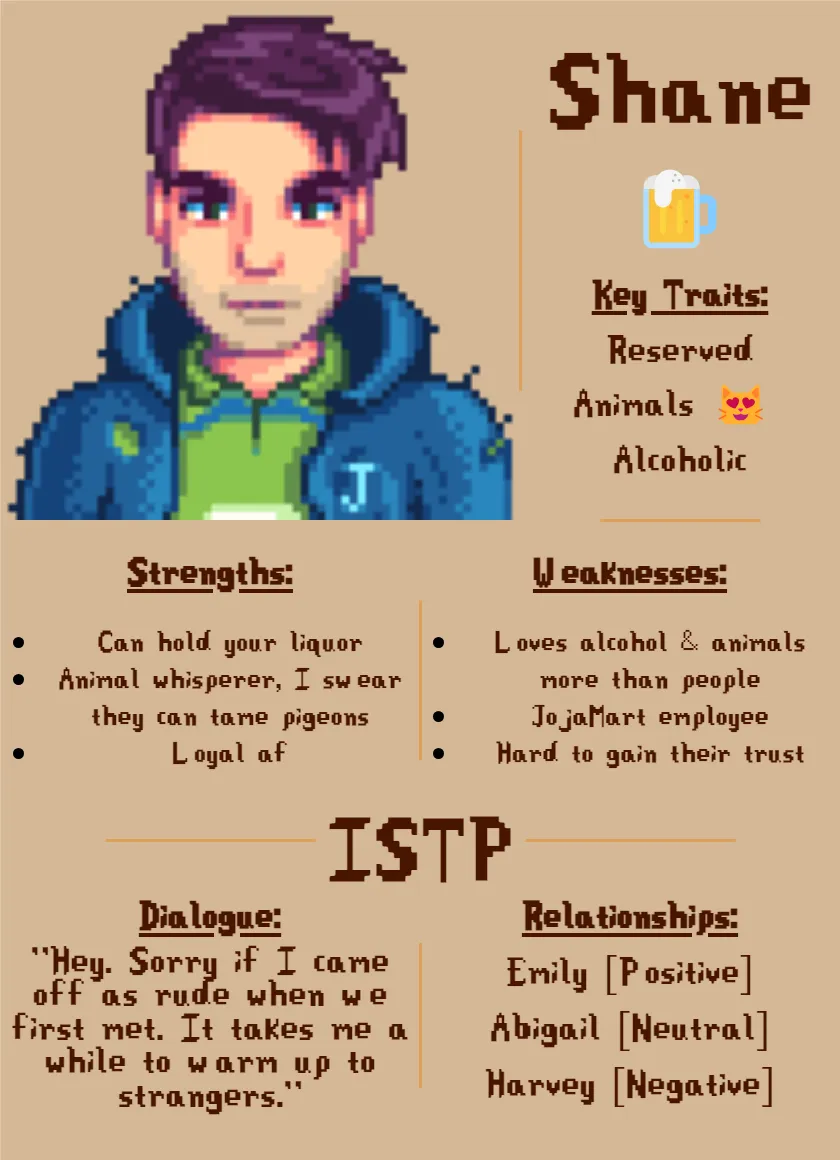 Shane
Key Traits:
Reserved
Animals 😻
Alcoholic
J
Strengths:
• Can hold your liquor
• Animal whisperer, I swear
they can tame pigeons
• Loyal af
Weaknesses:
• Loves alcohol & animals
more than people
• JojaMart employee
• Hard to gain their trust
ISTP
Dialogue:
"Hey. Sorry if I came
off as rude when we
first met. It takes me a
while to warm up to
strangers."
Relationships:
Emily [Positive]
Abigail [Neutral]
Harvey [Negative]